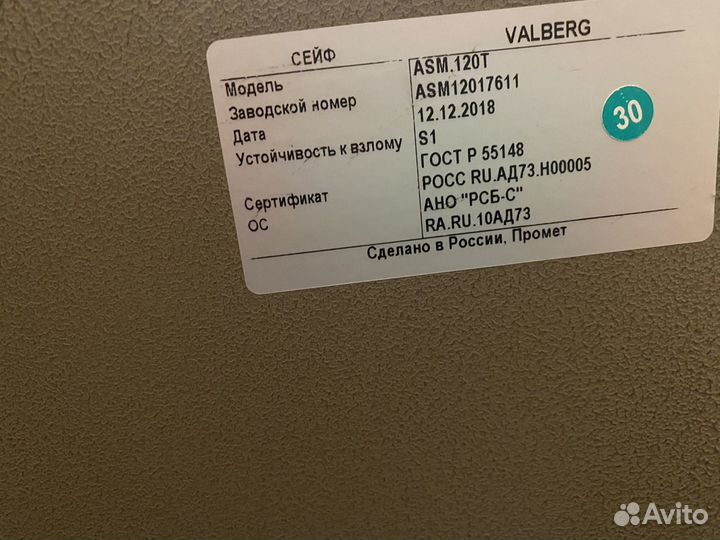 СЕЙФ VALBERG
Модель ASM.120T
Заводской номер ASM12017611
Дата 12.12.2018
Устойчивость к взлому S1
ГОСТ Р 55148
Сертификат РОСС RU.АД73.Н00005
ОС АНО "РСБ-С"
RA.RU.10АД73
Сделано в России, Промет
30
Avito